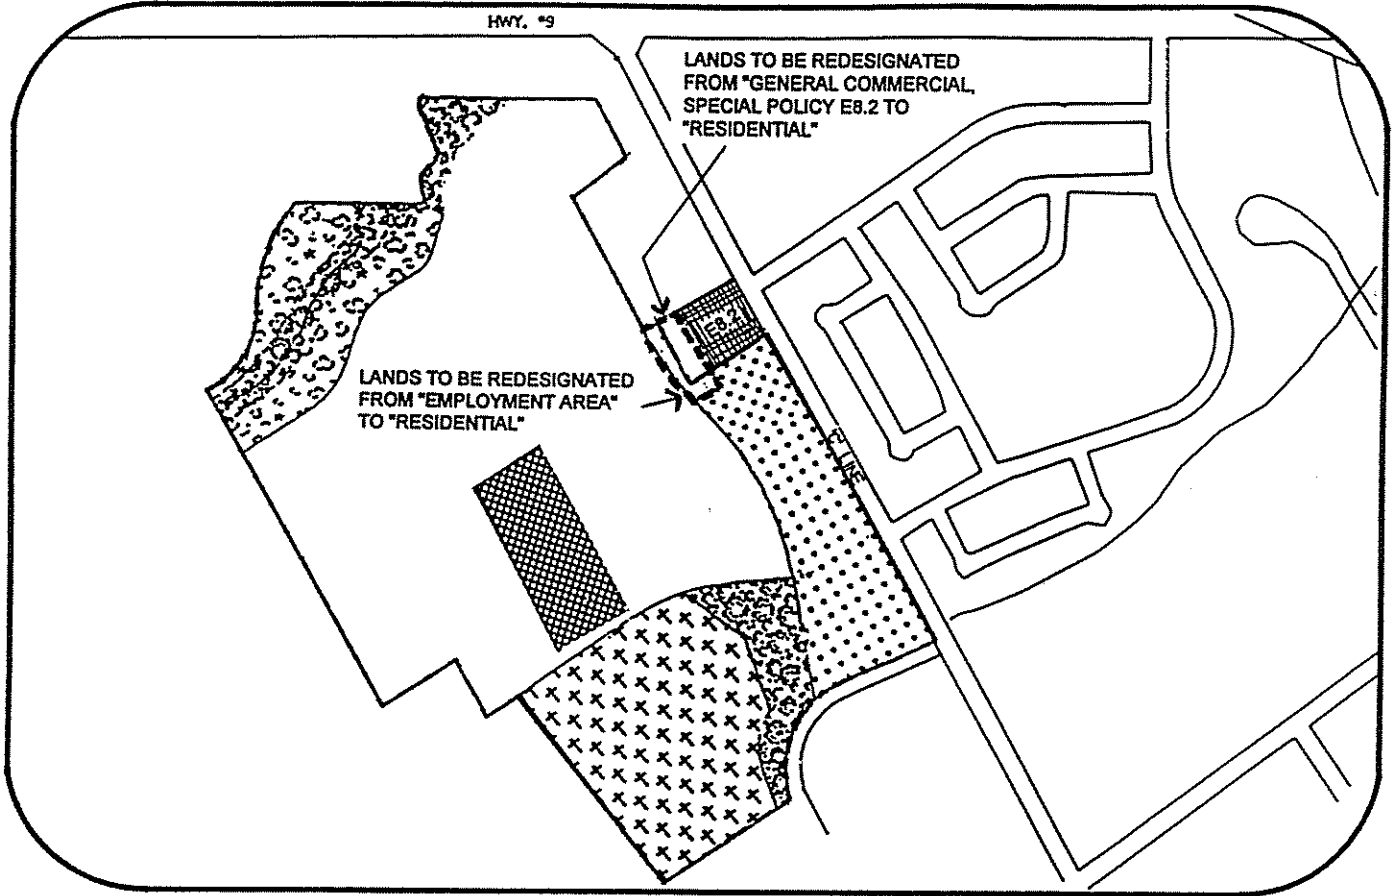 HWY. #9
LANDS TO BE REDESIGNATED
FROM "GENERAL COMMERCIAL,
SPECIAL POLICY E8.2 TO
"RESIDENTIAL"
E8.2
LANDS TO BE REDESIGNATED
FROM "EMPLOYMENT AREA"
TO "RESIDENTIAL"
LINE